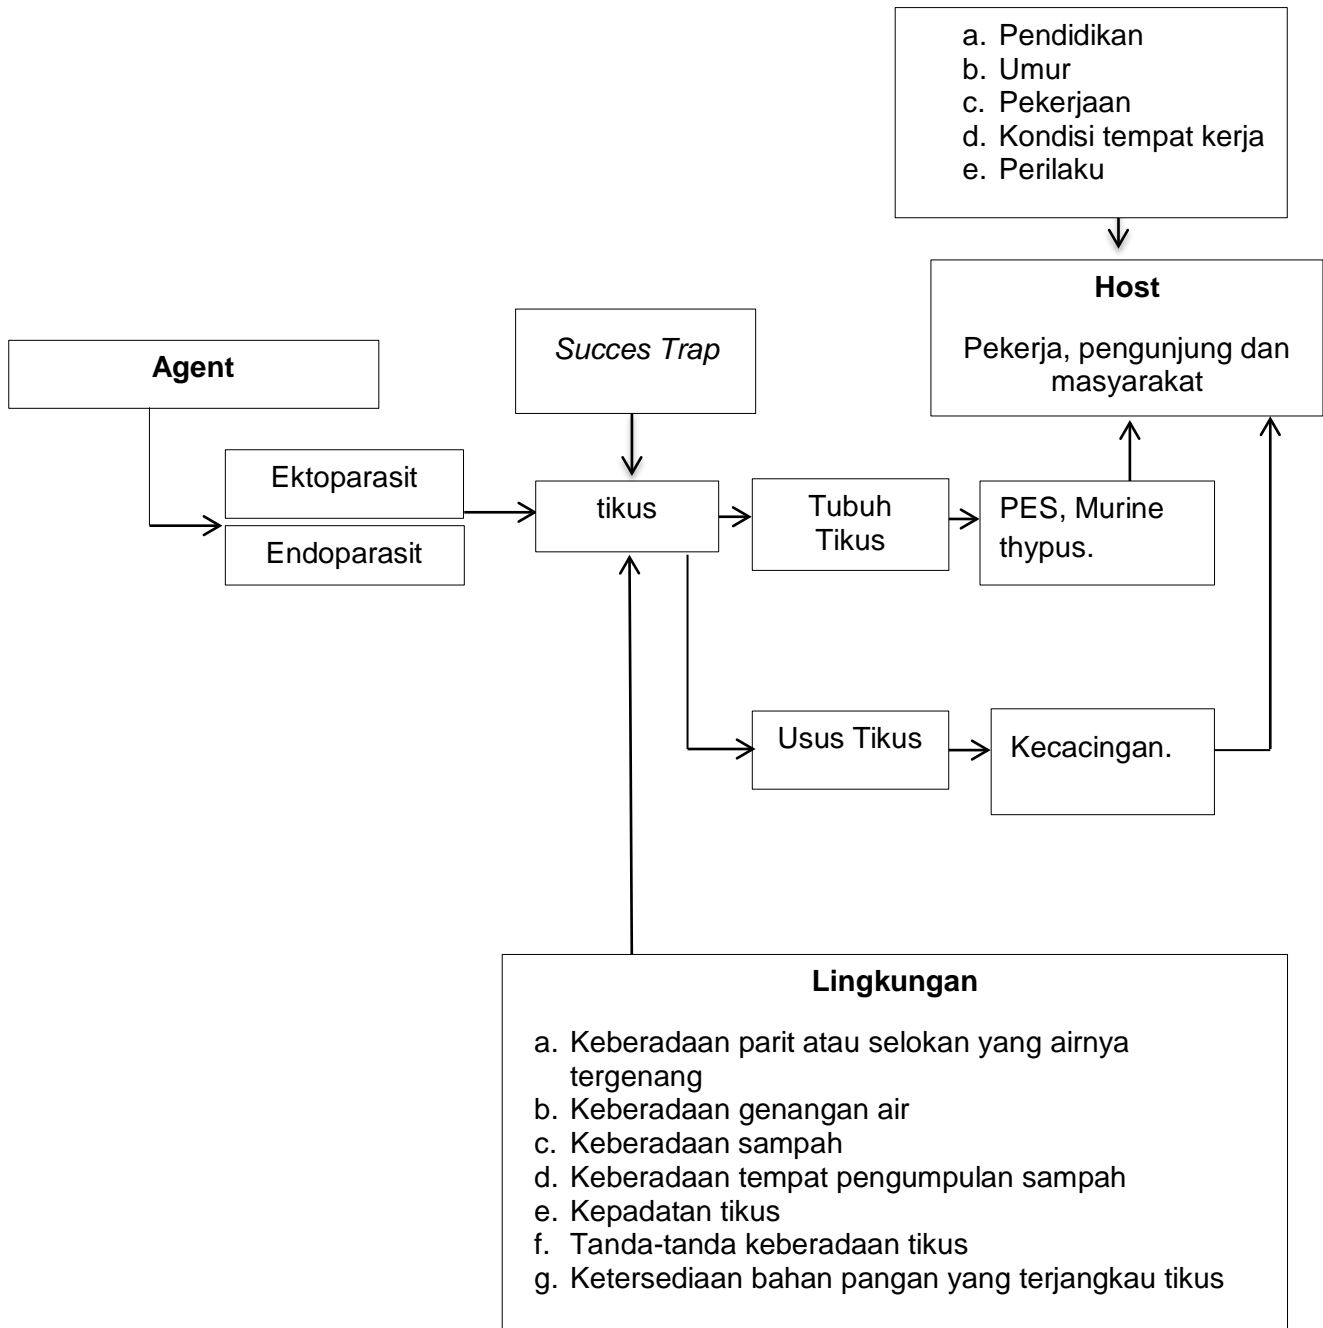 a. Pendidikan
b. Umur
c. Pekerjaan
d. Kondisi tempat kerja
e. Perilaku
Host
Pekerja, pengunjung dan
masyarakat
Succes Trap
Agent
Ektoparasit
Endoparasit
tikus
Tubuh
Tikus
PES, Murine
thypus.
Usus Tikus
Kecacingan.
Lingkungan
a. Keberadaan parit atau selokan yang airnya
tergenang
b. Keberadaan genangan air
c. Keberadaan sampah
d. Keberadaan tempat pengumpulan sampah
e. Kepadatan tikus
f. Tanda-tanda keberadaan tikus
g. Ketersediaan bahan pangan yang terjangkau tikus